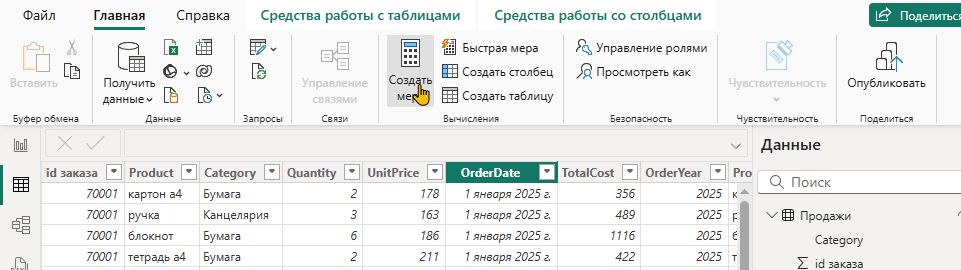 Файл Главная Справка Средства работы с таблицами Средства работы со столбцами Поделиться
Вставить
Получить данные
Управление связями
Создать
Быстрая мера
Создать столбец
Создать таблицу
Управление ролями
Просмотреть как
Чувствительность
Опубликовать
Буфер обмена Данные Запросы Связи Вычисления Безопасность Чувствительность Поделиться
Данные
Поиск
Продажи
Category
id заказа
id заказа Product Category Quantity UnitPrice OrderDate TotalCost OrderYear Pro
70001 картон а4 Бумага 2 178 1 января 2025 г. 356 2025 к
70001 ручка Канцелярия 3 163 1 января 2025 г. 489 2025 р
70001 блокнот Бумага 6 186 1 января 2025 г. 1116 2025 б
70001 тетрадь а4 Бумага 2 211 1 января 2025 г. 422 2025 т